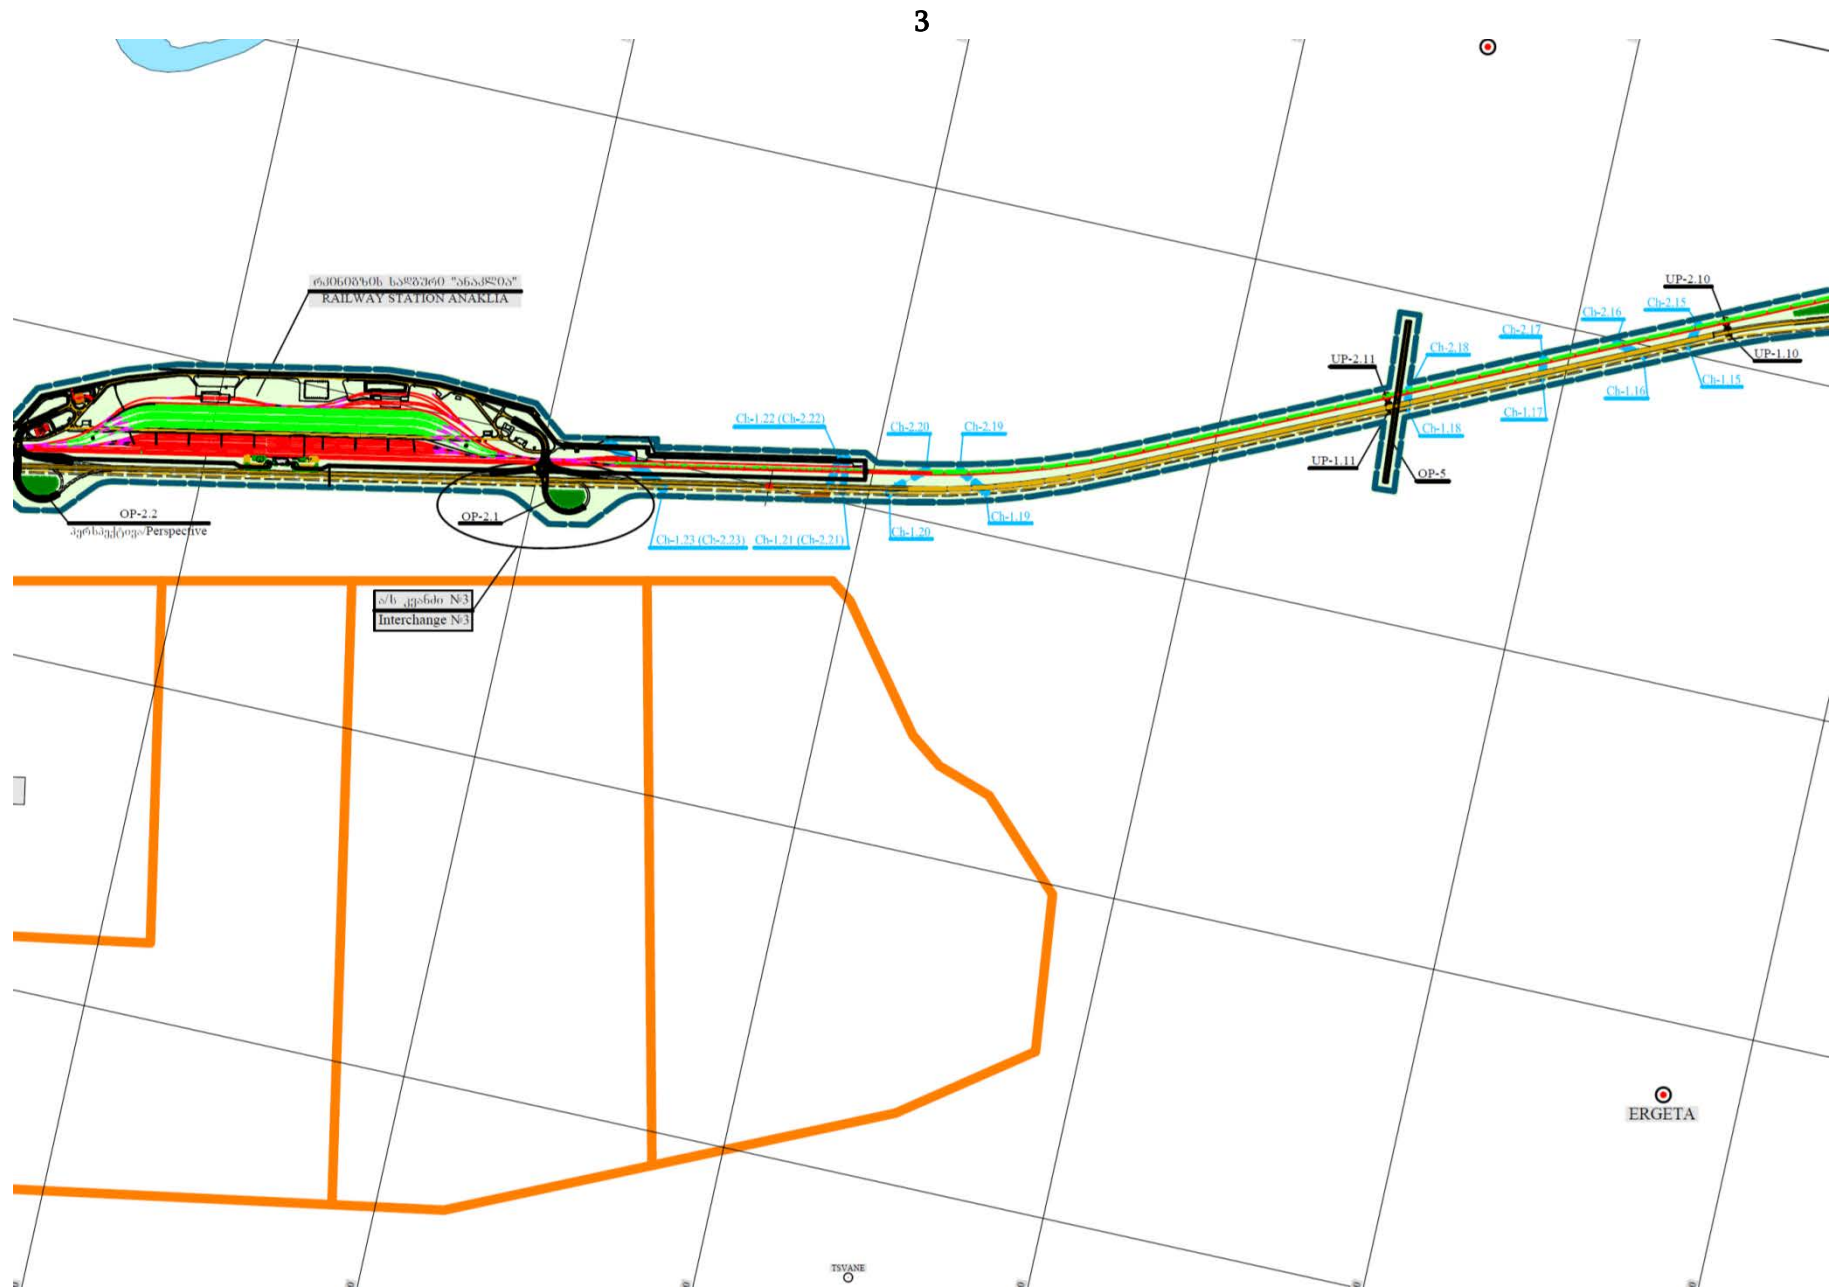 3
რკინიგზის სადგური "ანაკლია"
RAILWAY STATION ANAKLIA
UP-2.10
Ch-2.15
Ch-2.16
Ch-2.17
Ch-2.18
UP-2.11
UP-1.10
Ch-1.15
Ch-1.16
Ch-1.17
Ch-1.18
UP-1.11
OP-5
Ch-1.22 (Ch-2.22)
Ch-2.20
Ch-2.19
OP-2.2
პერსპექტივა/Perspective
OP-2.1
Ch-1.19
Ch-1.20
Ch-1.23 (Ch-2.23)
Ch-1.21 (Ch-2.21)
ა/ს კვანძი №3
Interchange №3
ERGETA
TSVANE